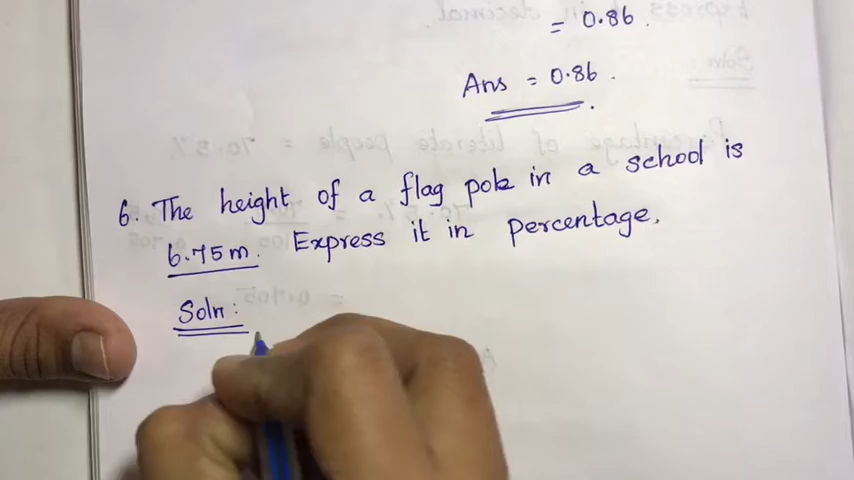 = 0.86.
Ans = 0.86.
6. The height of a flag pole in a school is
6.75m. Express it in percentage.
Soln: